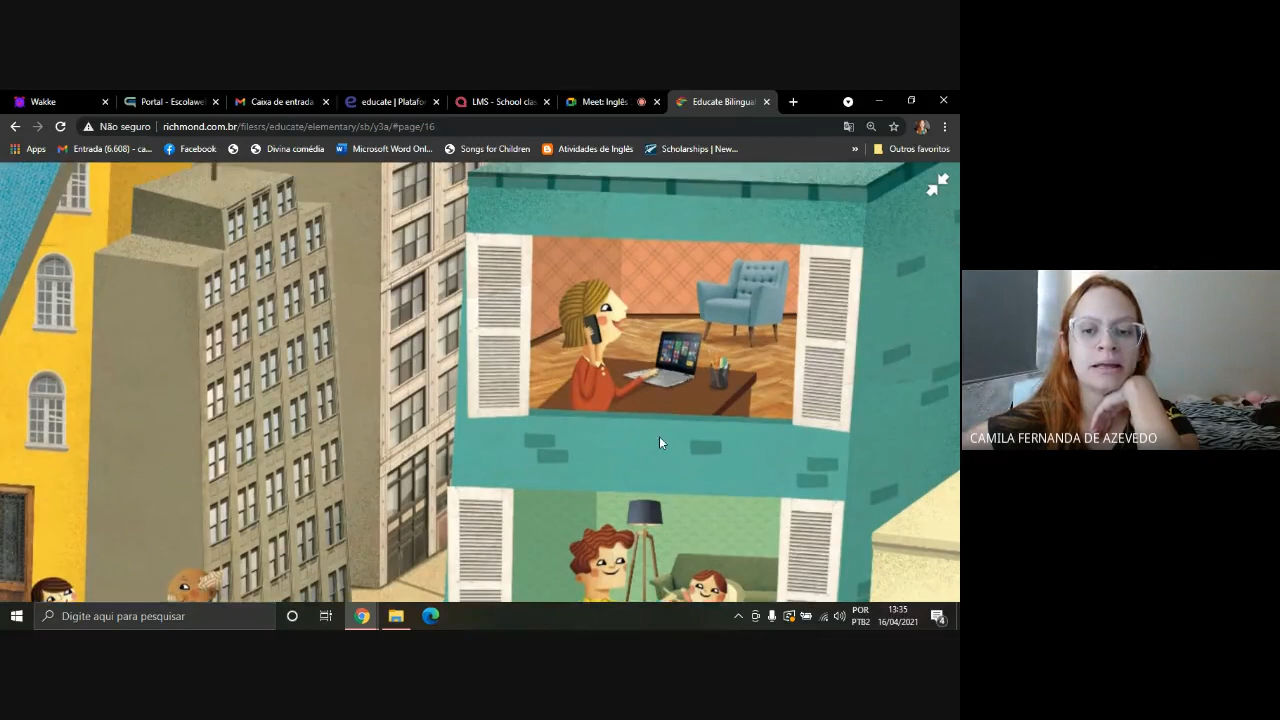 Wakke
Portal - Escolawel
Caixa de entrada
educate | Platafor
LMS - School clas
Meet: Inglês
Educate Bilingual
Não seguro
richmond.com.br/filesrs/educate/elementary/sb/y3a/#page/16
Apps
Entrada (6.608) - ca...
Facebook
Divina comédia
Microsoft Word Onl...
Songs for Children
Atividades de Inglês
Scholarships | New...
»
Outros favoritos
CAMILA FERNANDA DE AZEVEDO
Digite aqui para pesquisar
POR
PTB2
13:35
16/04/2021
4